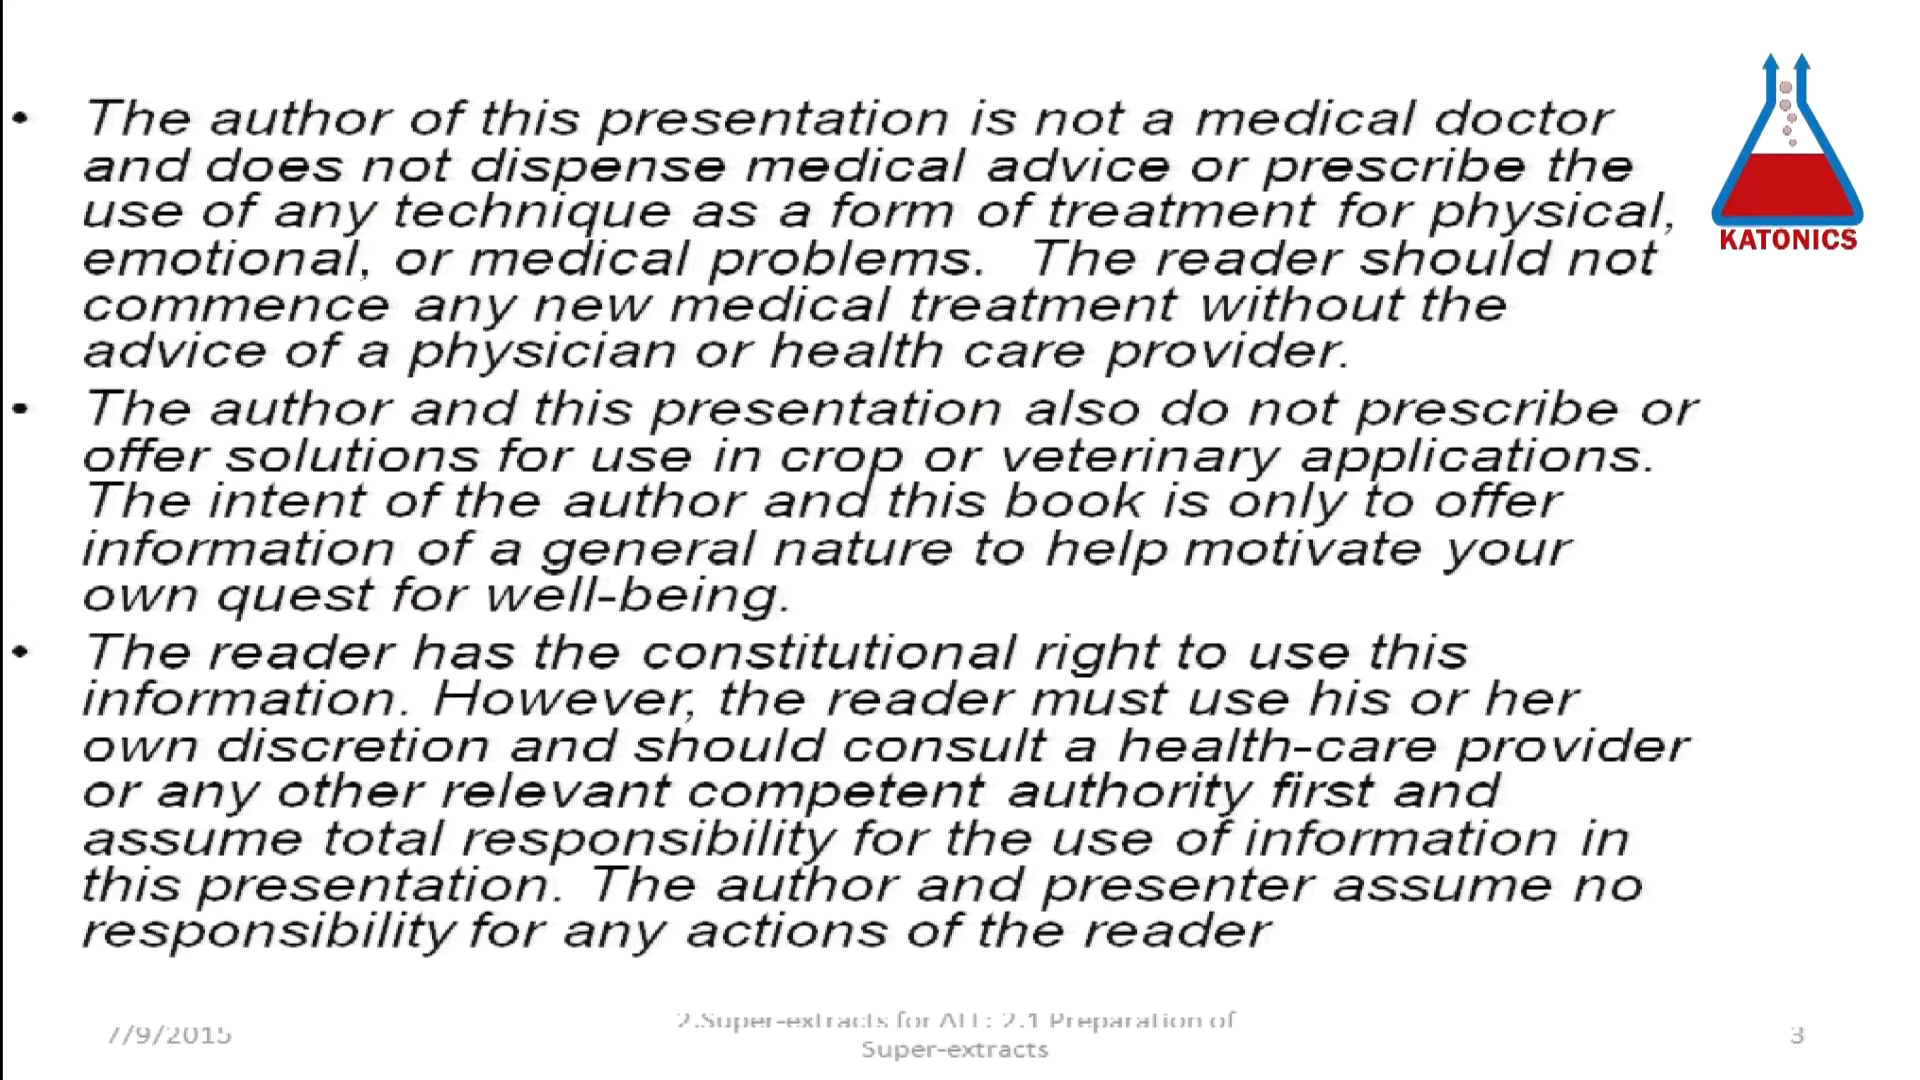 • The author of this presentation is not a medical doctor
and does not dispense medical advice or prescribe the
use of any technique as a form of treatment for physical,
emotional, or medical problems. The reader should not
commence any new medical treatment without the
advice of a physician or health care provider.
• The author and this presentation also do not prescribe or
offer solutions for use in crop or veterinary applications.
The intent of the author and this book is only to offer
information of a general nature to help motivate your
own quest for well-being.
• The reader has the constitutional right to use this
information. However, the reader must use his or her
own discretion and should consult a health-care provider
or any other relevant competent authority first and
assume total responsibility for the use of information in
this presentation. The author and presenter assume no
responsibility for any actions of the reader
KATONICS
7/9/2015
2.Super-extracts for ALL: 2.1 Preparation of
Super-extracts
3